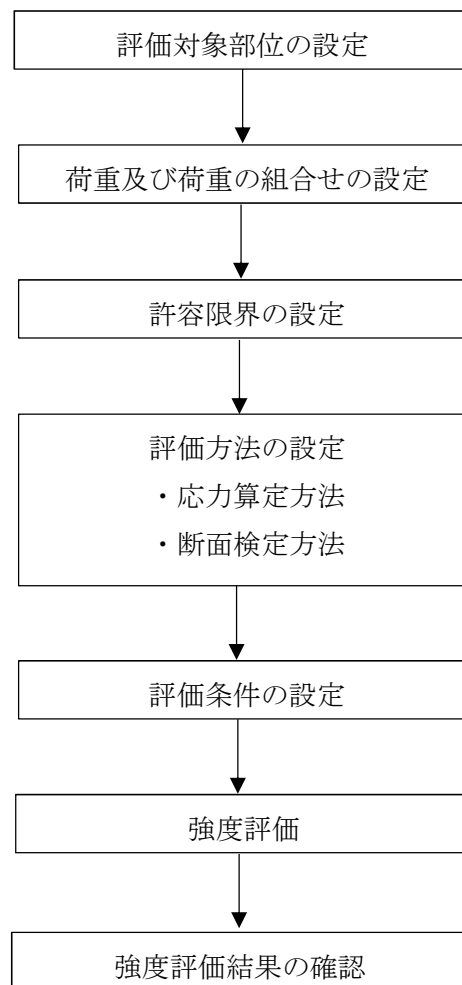 評価対象部位の設定
荷重及び荷重の組合せの設定
許容限界の設定
評価方法の設定
・応力算定方法
・断面検定方法
評価条件の設定
強度評価
強度評価結果の確認